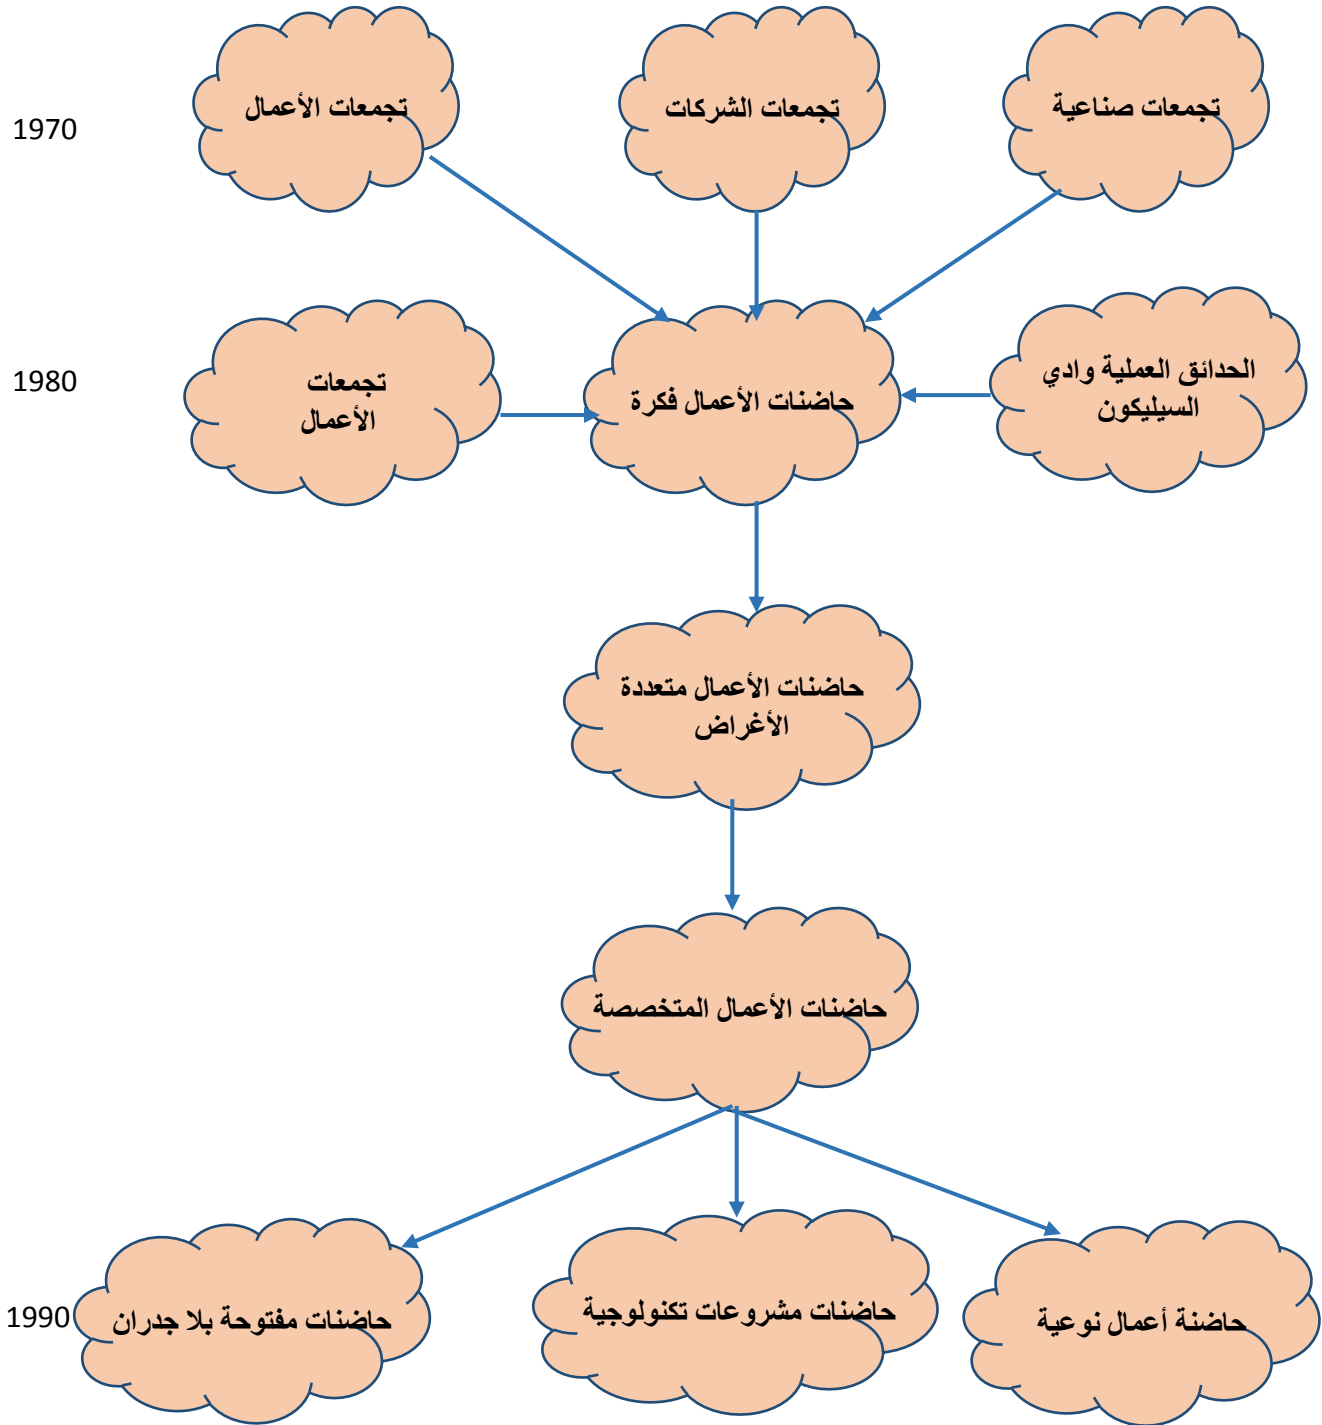 1970
تجمعات صناعية
تجمعات الشركات
تجمعات الأعمال
1980
الحدائق العملية وادي
السيليكون
حاضنات الأعمال فكرة
تجمعات
الأعمال
حاضنات الأعمال متعددة
الأغراض
حاضنات الأعمال المتخصصة
1990
حاضنة أعمال نوعية
حاضنات مشروعات تكنولوجية
حاضنات مفتوحة بلا جدران